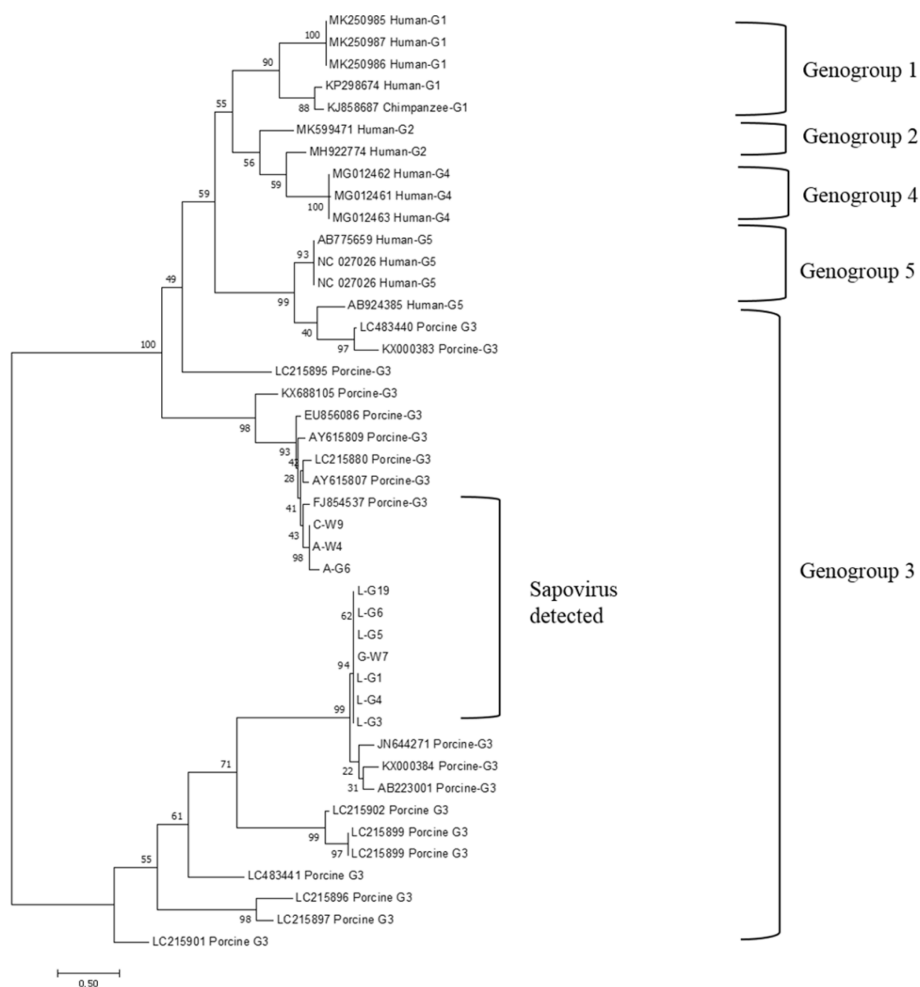 MK250985 Human-G1
100
MK250987 Human-G1
MK250986 Human-G1
90
Genogroup 1
KP298674 Human-G1
55
88
KJ858687 Chimpanzee-G1
MK599471 Human-G2
Genogroup 2
56
MH922774 Human-G2
59
MG012462 Human-G4
59
MG012461 Human-G4
Genogroup 4
100
MG012463 Human-G4
AB775659 Human-G5
93
NC 027026 Human-G5
Genogroup 5
49
NC 027026 Human-G5
99
AB924385 Human-G5
LC483440 Porcine G3
40
100
97
KX000383 Porcine-G3
LC215895 Porcine-G3
KX688105 Porcine-G3
98
EU856086 Porcine-G3
AY615809 Porcine-G3
93
LC215880 Porcine-G3
28
AY615807 Porcine-G3
FJ854537 Porcine-G3
41
C-W9
43
A-W4
98
A-G6
Genogroup 3
L-G19
Sapovirus
detected
62
L-G6
L-G5
G-W7
94
L-G1
L-G4
99
L-G3
JN644271 Porcine-G3
71
22
KX000384 Porcine-G3
31
AB223001 Porcine-G3
LC215902 Porcine G3
61
99
LC215899 Porcine G3
97
LC215899 Porcine G3
55
LC483441 Porcine G3
LC215896 Porcine G3
98
LC215897 Porcine G3
LC215901 Porcine G3
0.50